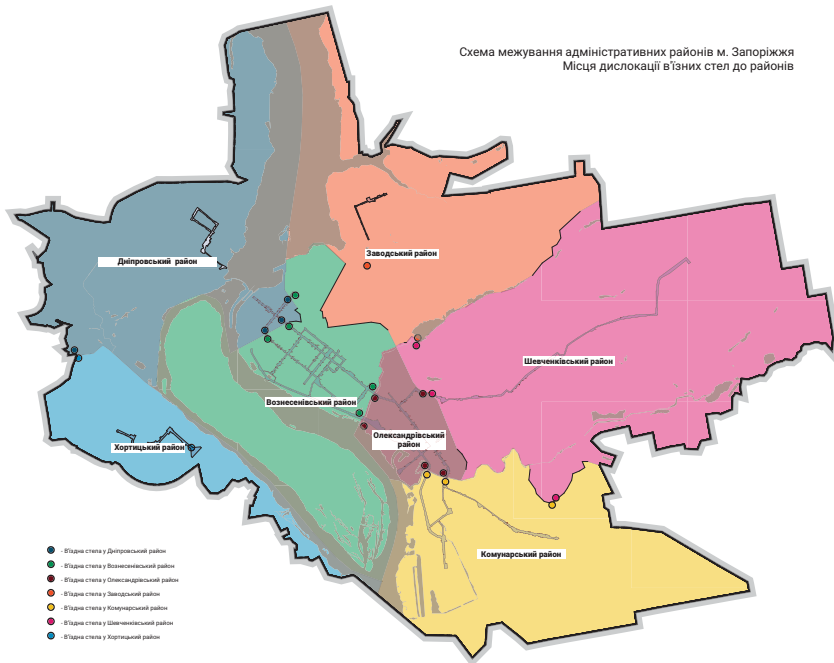 Схема межування адміністративних районів м. Запоріжжя
Місця дислокації в'їзних стел до районів
Заводський район
Дніпровський район
Шевченківський район
Вознесенівський район
Олександрівський
район
Хортицький район
Комунарський район
- В'їздна стела у Дніпровський район
- В'їздна стела у Вознесенівський район
- В'їздна стела у Олександрівський район
- В'їздна стела у Заводський район
- В'їздна стела у Комунарський район
- В'їздна стела у Шевченківський район
- В'їздна стела у Хортицький район